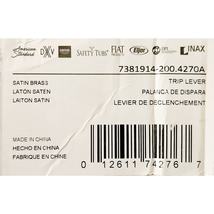 American Standard DXV SAFETY TUBS FIAT Eljer INAX
7381914-200.4270A
SATIN BRASS
LATON SATEN
LAITON SATIN
TRIP LEVER
PALANCA DE DISPARA
LEVIER DE DECLENCHEMENT
MADE IN CHINA
HECHO EN CHINA
FABRIQUE EN CHINE
0 12611 74276 7